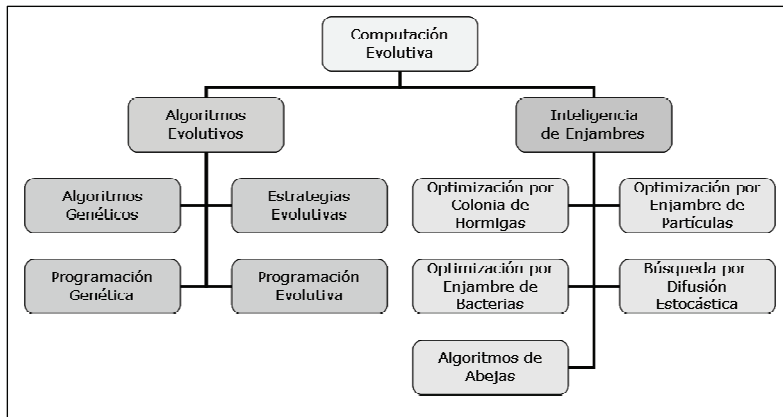 Computación
Evolutiva
Algoritmos
Evolutivos
Inteligencia
de Enjambres
Algoritmos
Genéticos
Estrategias
Evolutivas
Optimización por
Colonia de
Hormigas
Optimización por
Enjambre de
Partículas
Programación
Genética
Programación
Evolutiva
Optimización por
Enjambre de
Bacterias
Búsqueda por
Difusión
Estocástica
Algoritmos de
Abejas